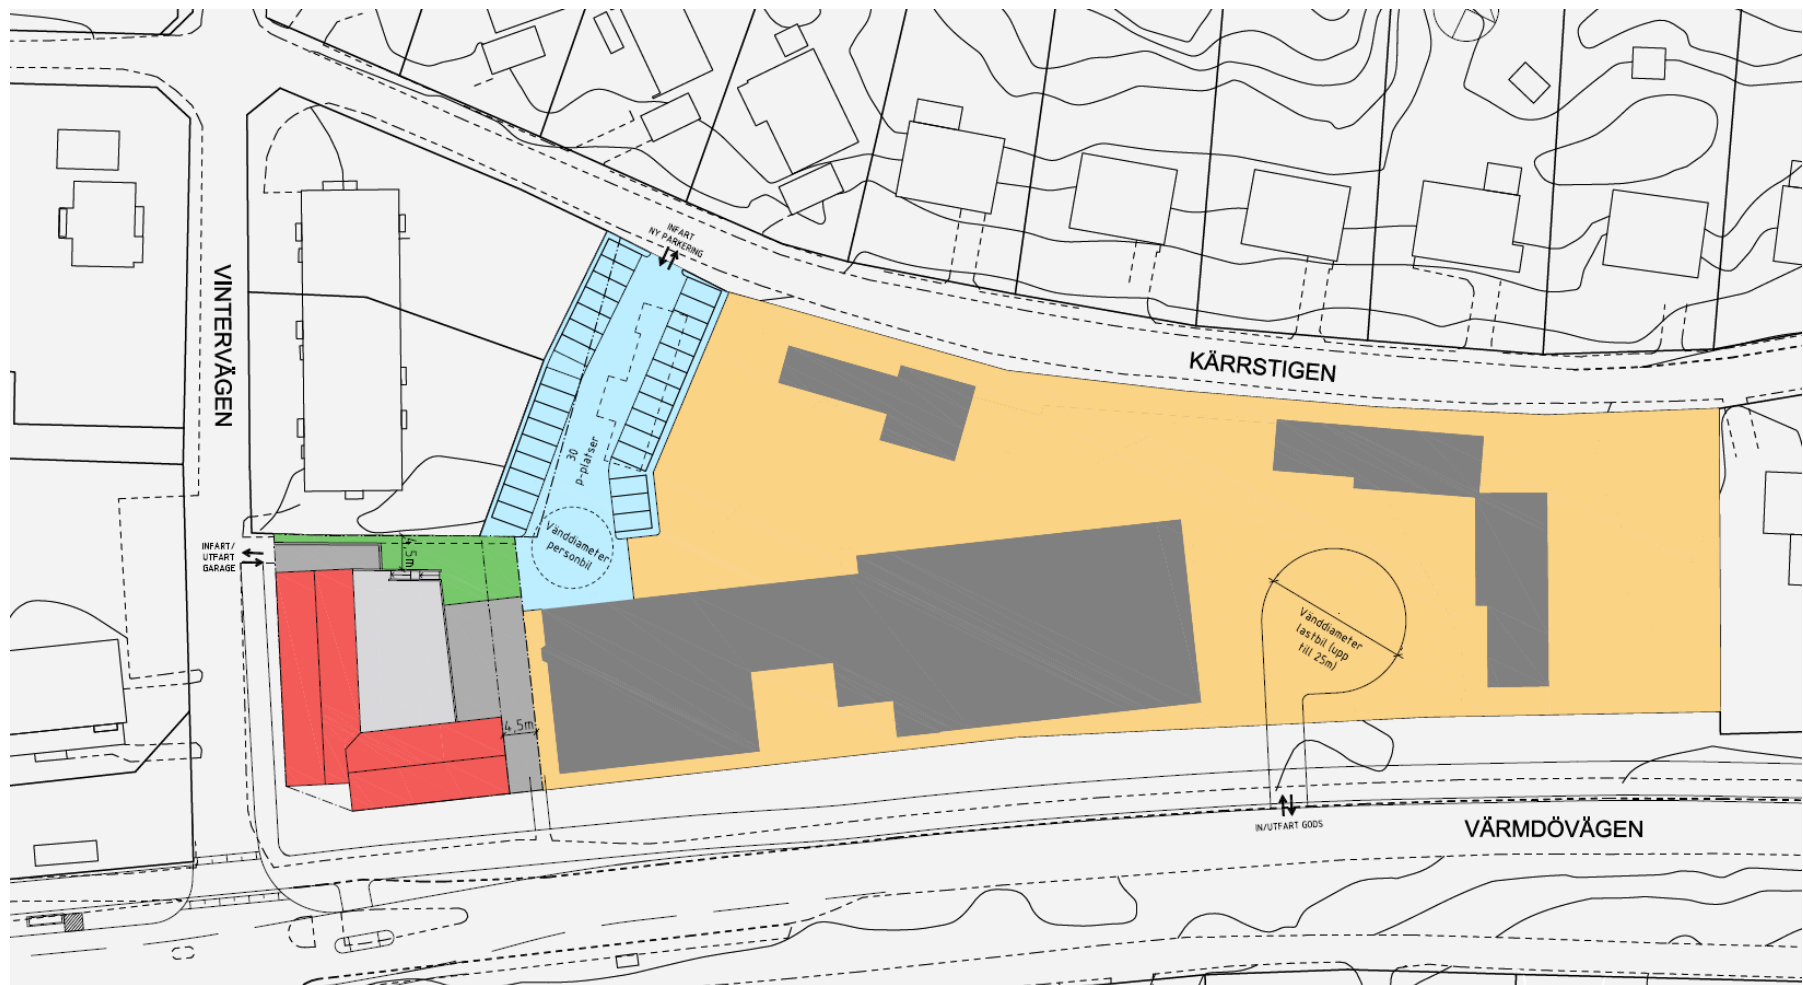 INFART
NY PARKERING
VINTERVÄGEN
KÄRRSTIGEN
30
p-platser
Vänddiameter
personbil
INFART/
UTFART
GARAGE
4,5m
Vänddiameter
lastbil (upp
till 25m)
4,5m
IN/UTFART GODS
VÄRMDÖVÄGEN